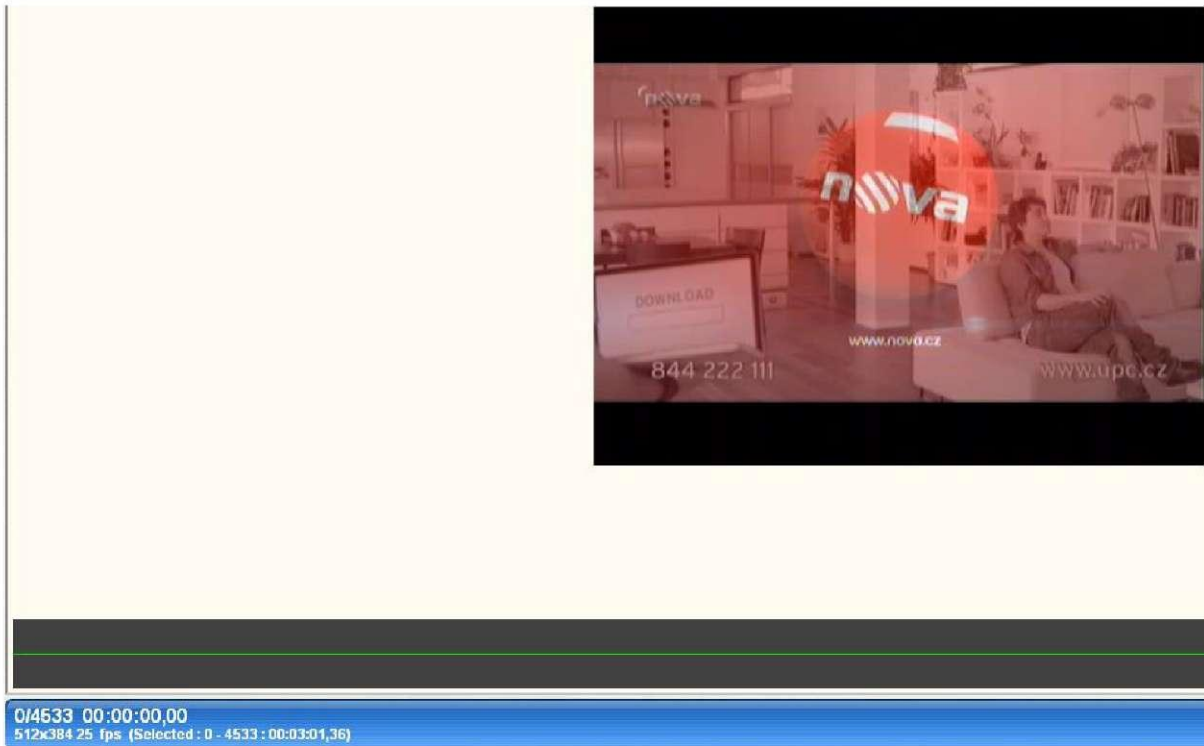 nova
nova
DOWNLOAD
www.nova.cz
844 222 111
www.upc.cz
0/4533 00:00:00,00
512x384 25 fps (Selected : 0 - 4533 : 00:03:01,36)